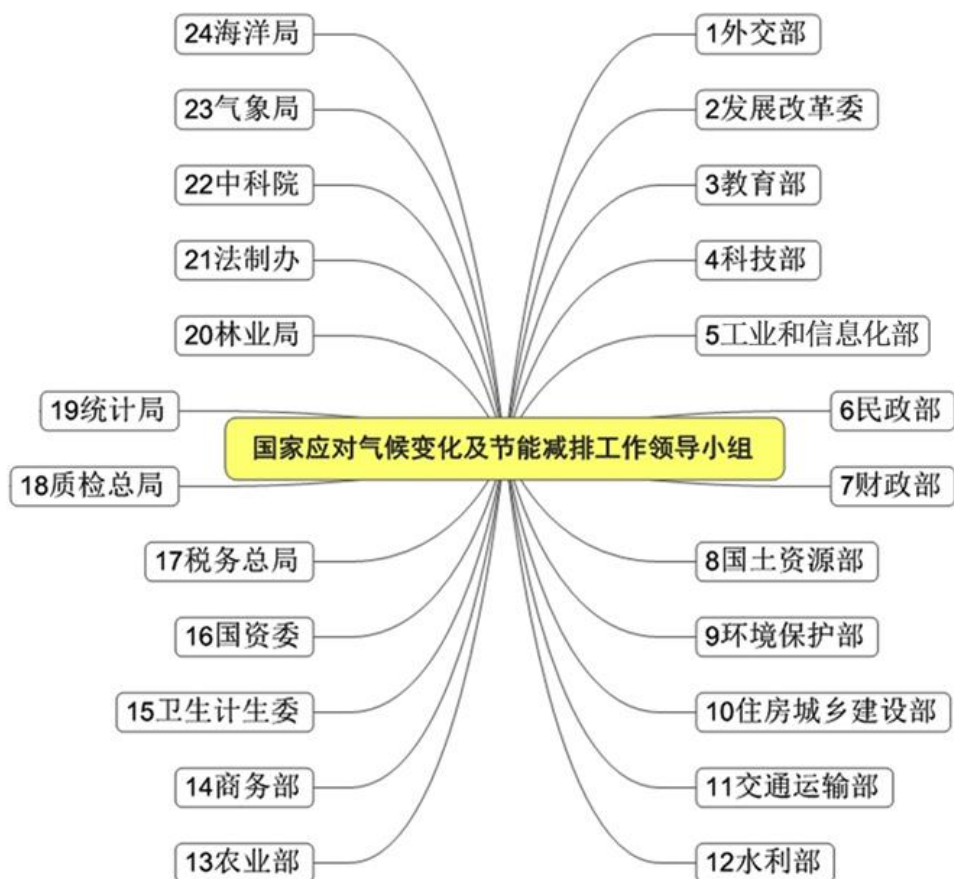 国家应对气候变化及节能减排工作领导小组
1外交部
2发展改革委
3教育部
4科技部
5工业和信息化部
6民政部
7财政部
8国土资源部
9环境保护部
10住房城乡建设部
11交通运输部
12水利部
13农业部
14商务部
15卫生计生委
16国资委
17税务总局
18质检总局
19统计局
20林业局
21法制办
22中科院
23气象局
24海洋局